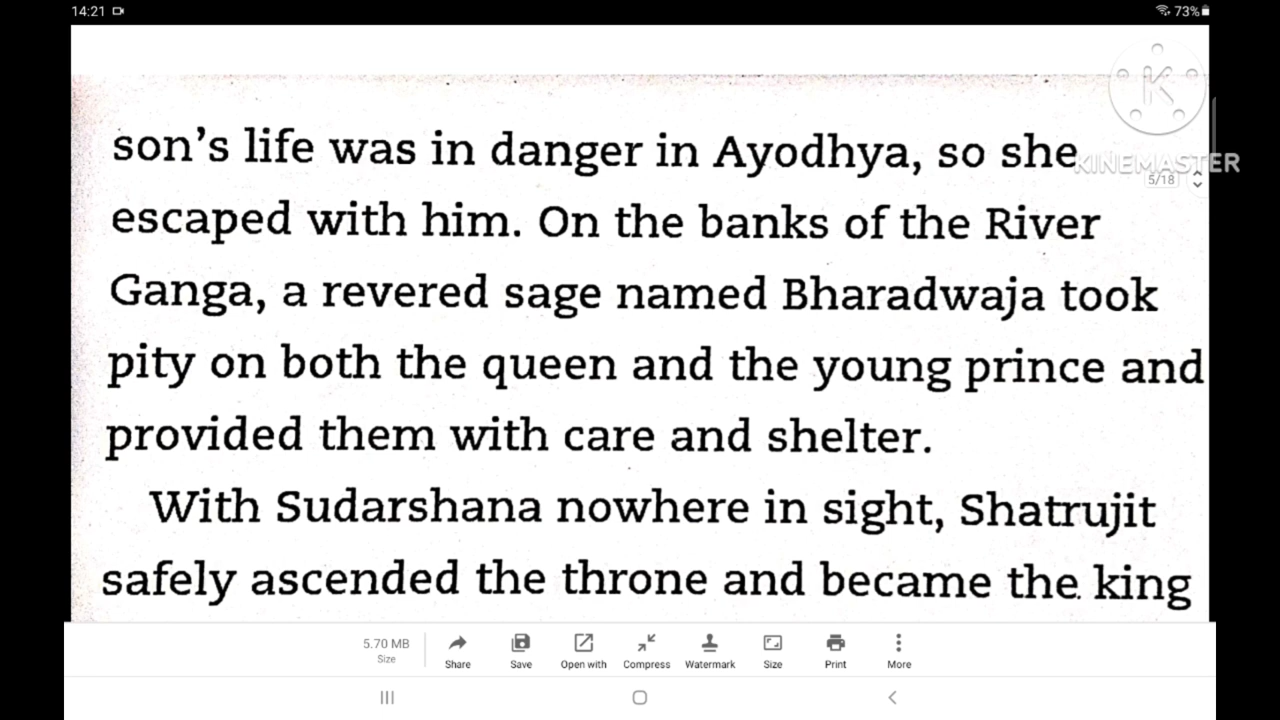 14:21
73%
son's life was in danger in Ayodhya, so she
KINEMASTER
5/18
escaped with him. On the banks of the River
Ganga, a revered sage named Bharadwaja took
pity on both the queen and the young prince and
provided them with care and shelter.
With Sudarshana nowhere in sight, Shatrujit
safely ascended the throne and became the king
5.70 MB
Size
Share
Save
Open with
Compress
Watermark
Size
Print
More